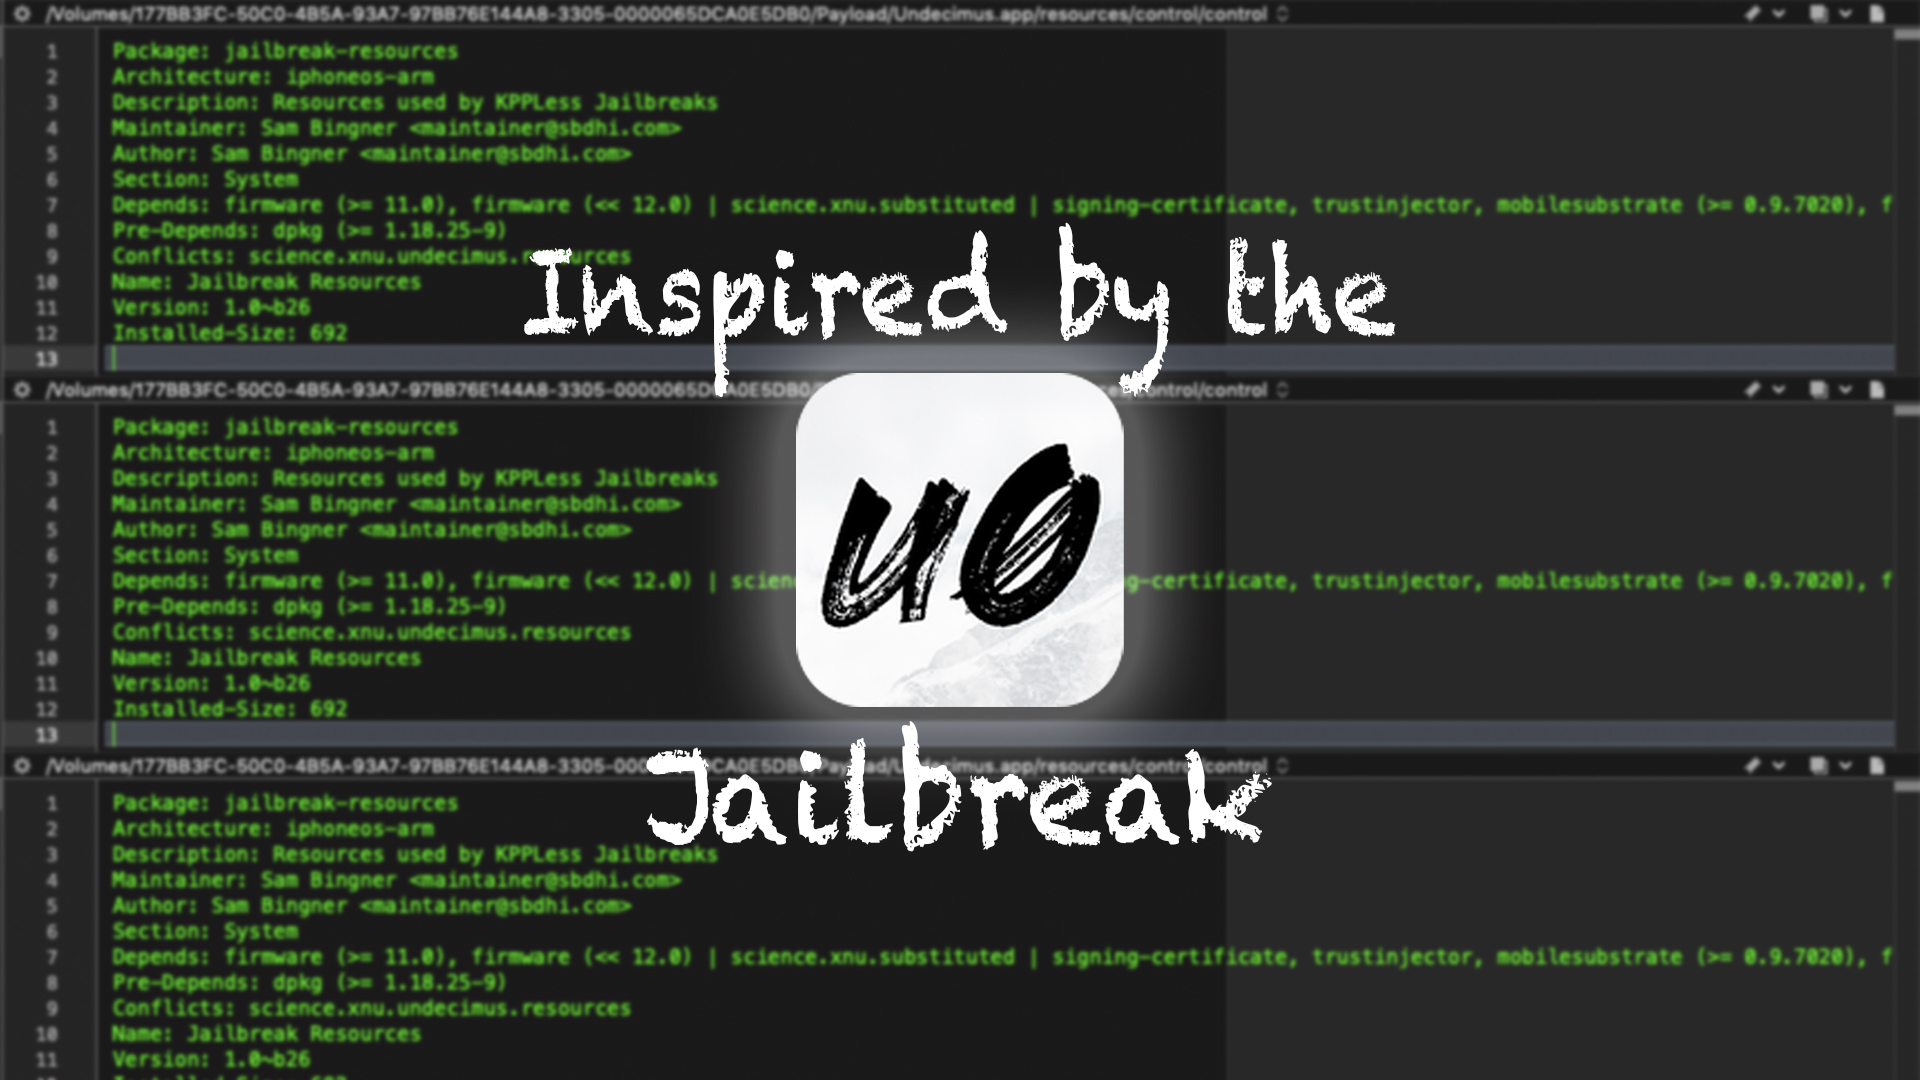 /Volumes/177BB3FC-50C0-4B5A-93A7-97BB76E144A8-3305-0000065DCA0E5DB0/Payload/Undecimus.app/resources/control/control
1 Package: jailbreak-resources
2 Architecture: iphoneos-arm
3 Description: Resources used by KPPLess Jailbreaks
4 Maintainer: Sam Bingner <maintainer@sbdhi.com>
5 Author: Sam Bingner <maintainer@sbdhi.com>
6 Section: System
7 Depends: firmware (>= 11.0), firmware (<< 12.0) | science.xnu.substituted | signing-certificate, trustinjector, mobilesubstrate (>= 0.9.7020), f
8 Pre-Depends: dpkg (>= 1.18.25-9)
9 Conflicts: science.xnu.undecimus.resources
10 Name: Jailbreak Resources
11 Version: 1.0~b26
12 Installed-Size: 692
13
Inspired by the
/Volumes/177BB3FC-50C0-4B5A-93A7-97BB76E144A8-3305-0000065DCA0E5DB0/ control/control
1 Package: jailbreak-resources
2 Architecture: iphoneos-arm
3 Description: Resources used by KPPLess Jailbreaks
4 Maintainer: Sam Bingner <maintainer@sbdhi.com>
5 Author: Sam Bingner <maintainer@sbdhi.com>
6 Section: System
7 Depends: firmware (>= 11.0), firmware (<< 12.0) | scien g-certificate, trustinjector, mobilesubstrate (>= 0.9.7020), f
8 Pre-Depends: dpkg (>= 1.18.25-9)
9 Conflicts: science.xnu.undecimus.resources
10 Name: Jailbreak Resources
11 Version: 1.0~b26
12 Installed-Size: 692
13
u0
Jailbreak
/Volumes/177BB3FC-50C0-4B5A-93A7-97BB76E144A8-3305-0000065DCA0E5DB0/Payload/Undecimus.app/resources/control/control
1 Package: jailbreak-resources
2 Architecture: iphoneos-arm
3 Description: Resources used by KPPLess Jailbreaks
4 Maintainer: Sam Bingner <maintainer@sbdhi.com>
5 Author: Sam Bingner <maintainer@sbdhi.com>
6 Section: System
7 Depends: firmware (>= 11.0), firmware (<< 12.0) | science.xnu.substituted | signing-certificate, trustinjector, mobilesubstrate (>= 0.9.7020), f
8 Pre-Depends: dpkg (>= 1.18.25-9)
9 Conflicts: science.xnu.undecimus.resources
10 Name: Jailbreak Resources
11 Version: 1.0~b26